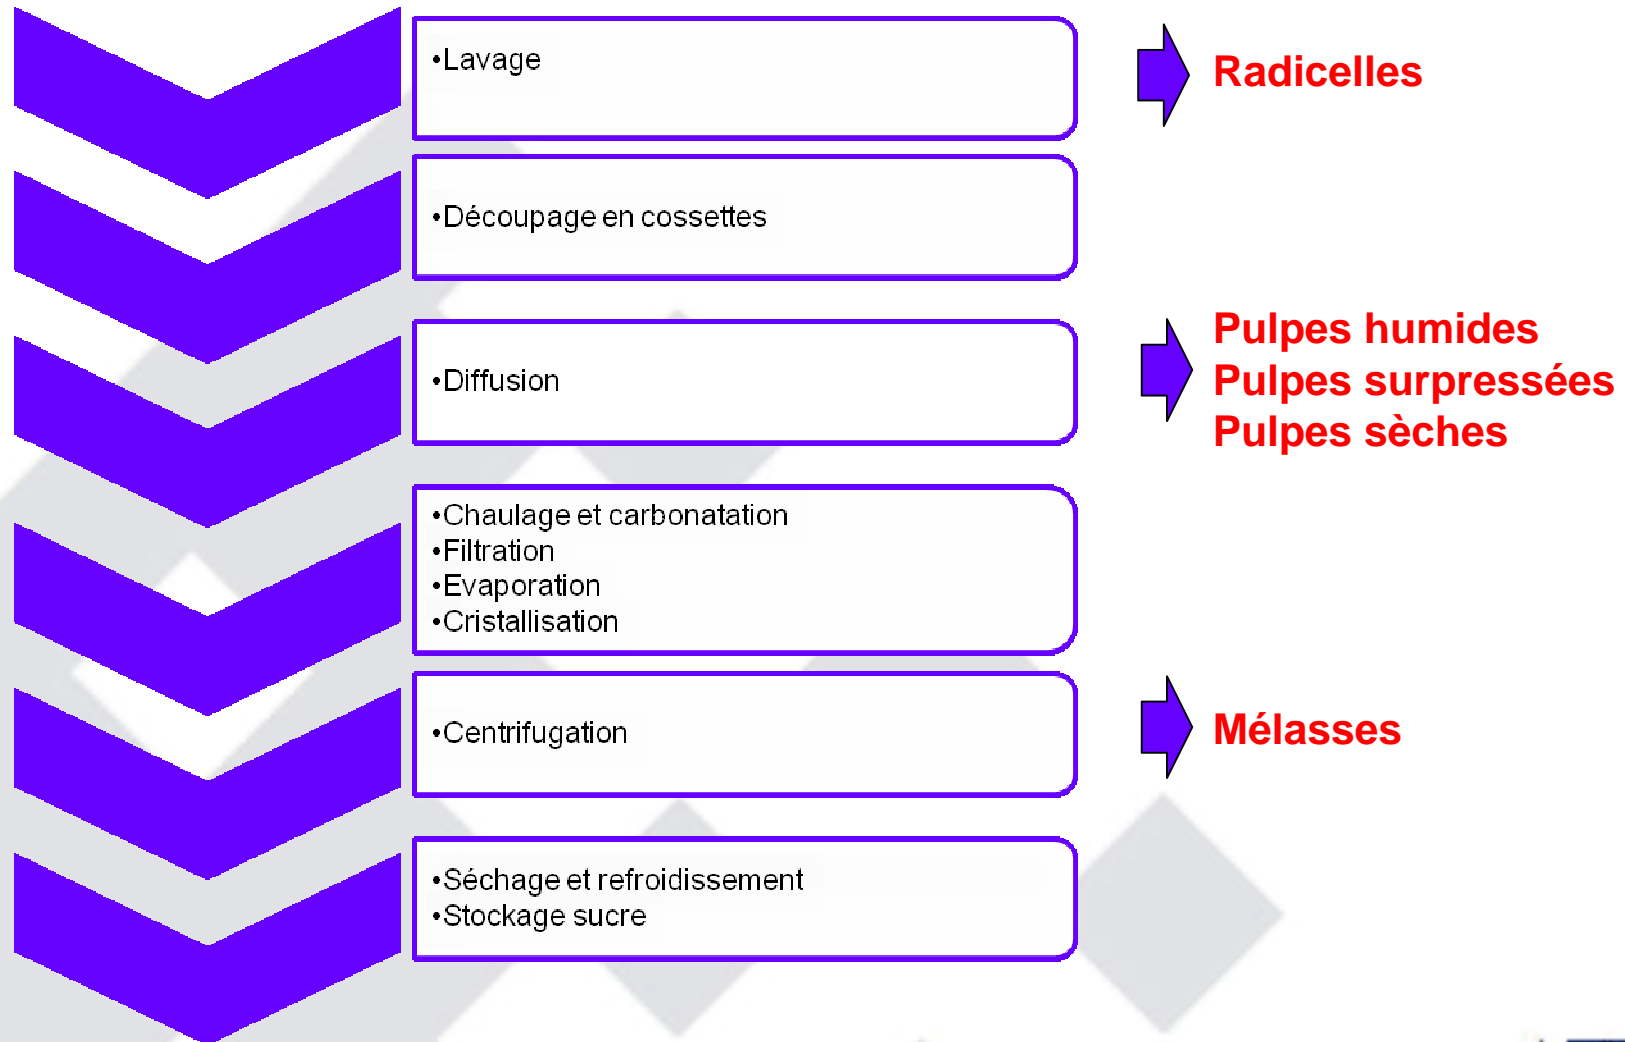 •Lavage
Radicelles
•Découpage en cossettes
•Diffusion
Pulpes humides
Pulpes surpressées
Pulpes sèches
•Chaulage et carbonatation
•Filtration
•Evaporation
•Cristallisation
•Centrifugation
Mélasses
•Séchage et refroidissement
•Stockage sucre